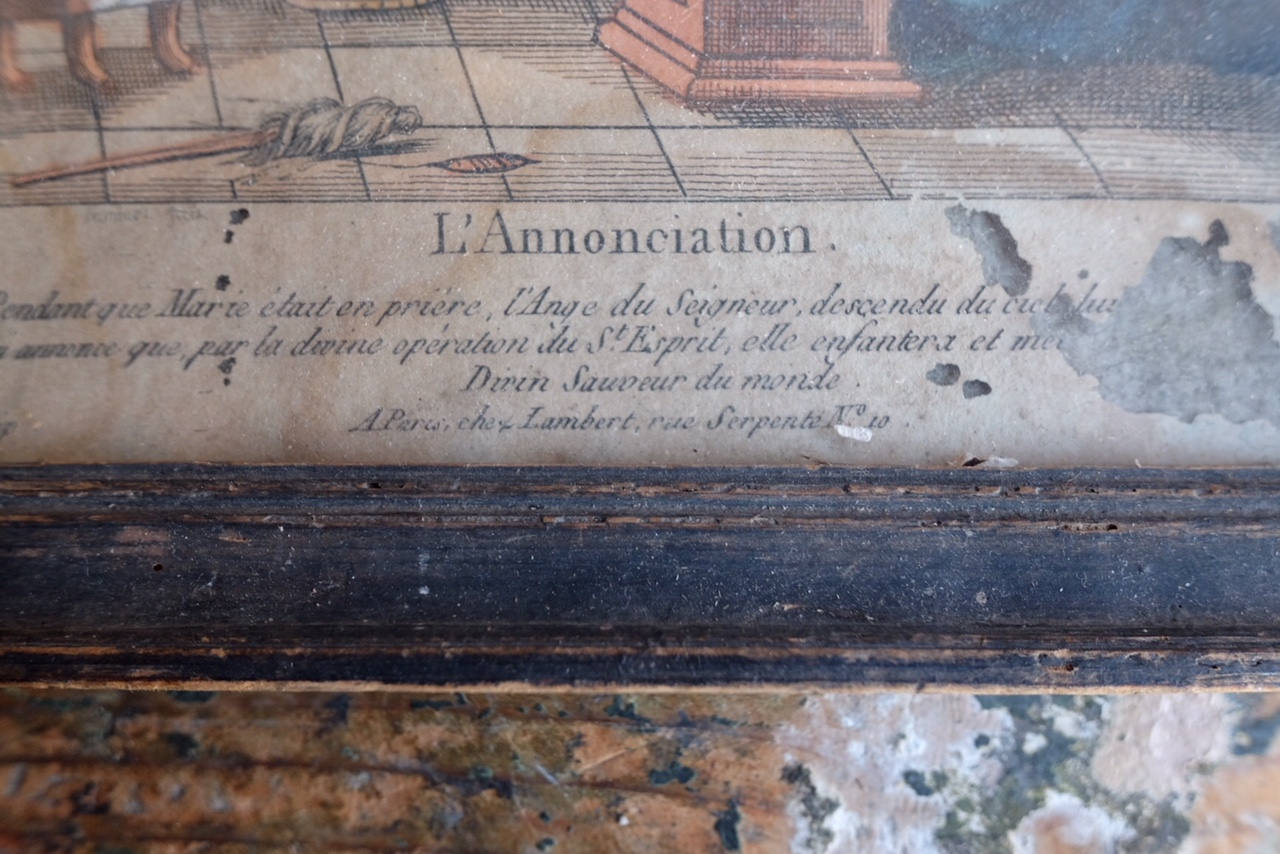 L'Annonciation.
Pendant que Marie était en prière, l'Ange du Seigneur, descendu du ciel, lui
annonce que, par la divine opération du St. Esprit, elle enfantera et
Divin Sauveur du monde.
A Paris, chez Lambert, rue Serpente No. 10.